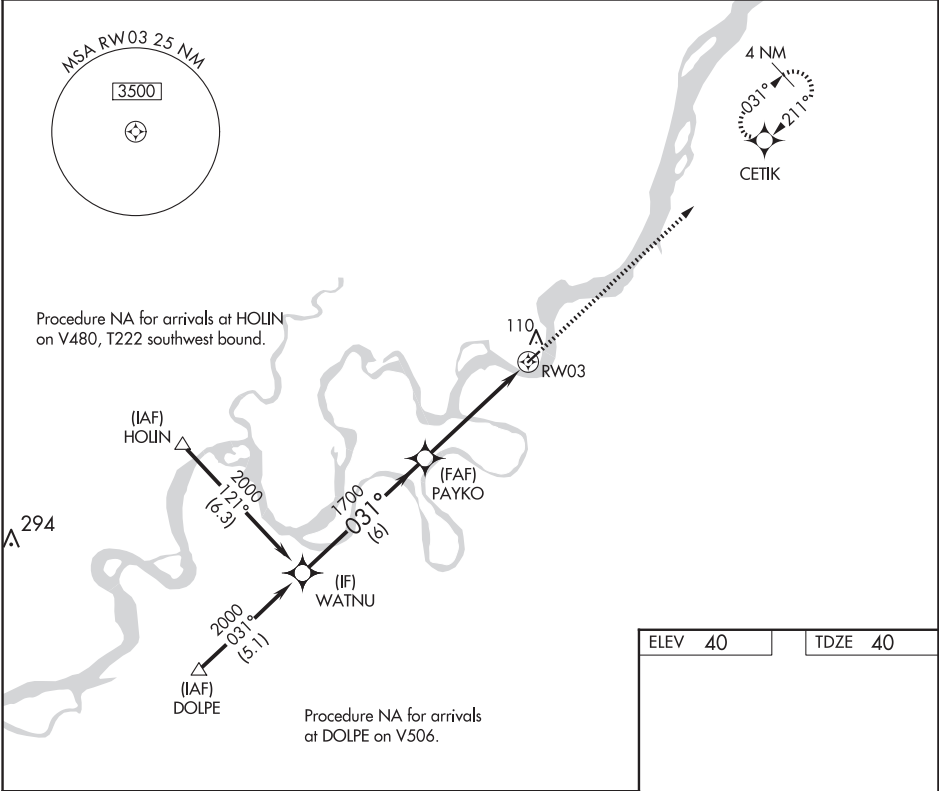 MSA RW03 25 NM
3500
4 NM
031°
211°
CETIK
Procedure NA for arrivals at HOLIN
on V480, T222 southwest bound.
110
RW03
(IAF)
HOLIN
2000
121°
(6.3)
(FAF)
PAYKO
1700
031°
(6)
294
(IF)
WATNU
2000
031°
(5.1)
(IAF)
DOLPE
Procedure NA for arrivals
at DOLPE on V506.
ELEV 40
TDZE 40